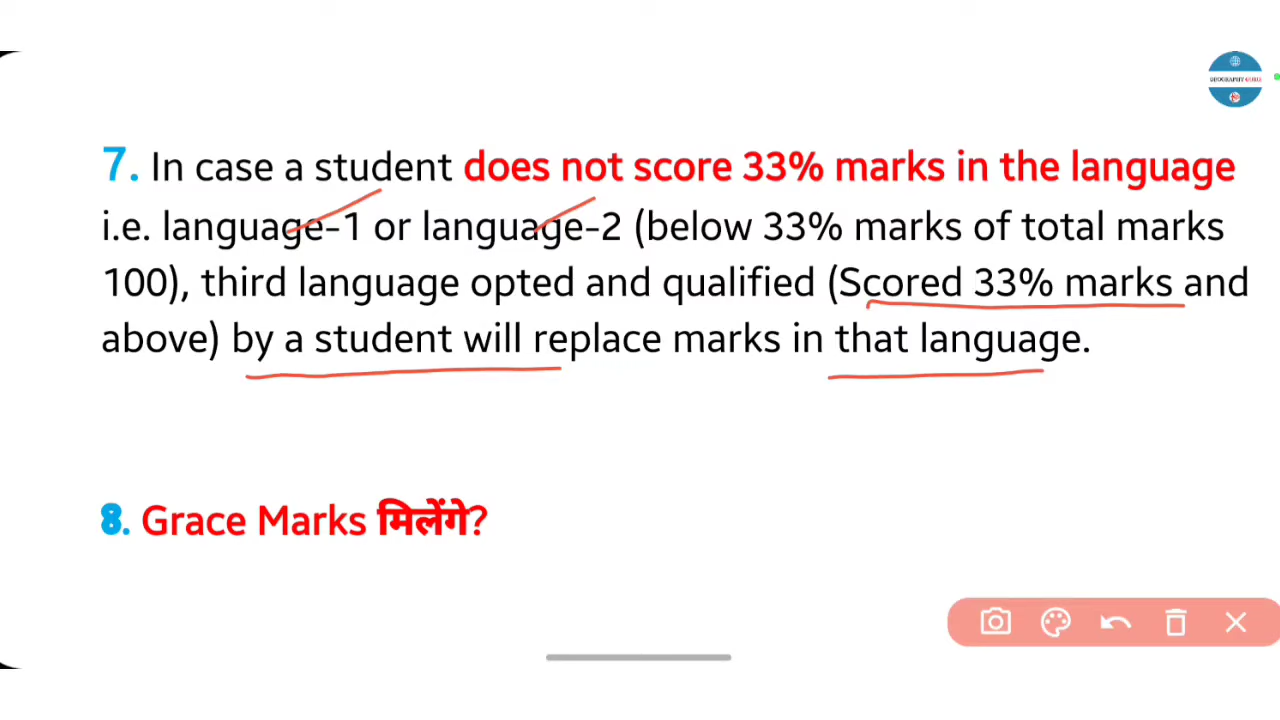 GEOGRAPHY GURUS
7. In case a student does not score 33% marks in the language
i.e. language-1 or language-2 (below 33% marks of total marks
100), third language opted and qualified (Scored 33% marks and
above) by a student will replace marks in that language.
8. Grace Marks मिलेंगे?